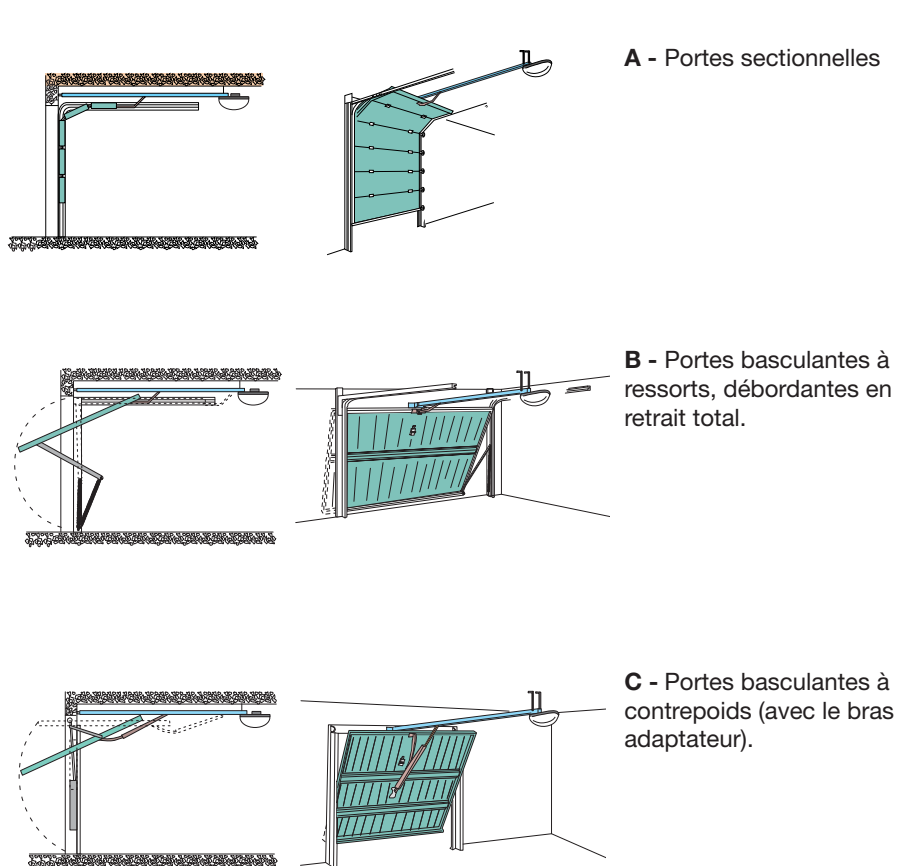 A - Portes sectionnelles
B - Portes basculantes à
ressorts, débordantes en
retrait total.
C - Portes basculantes à
contrepoids (avec le bras
adaptateur).